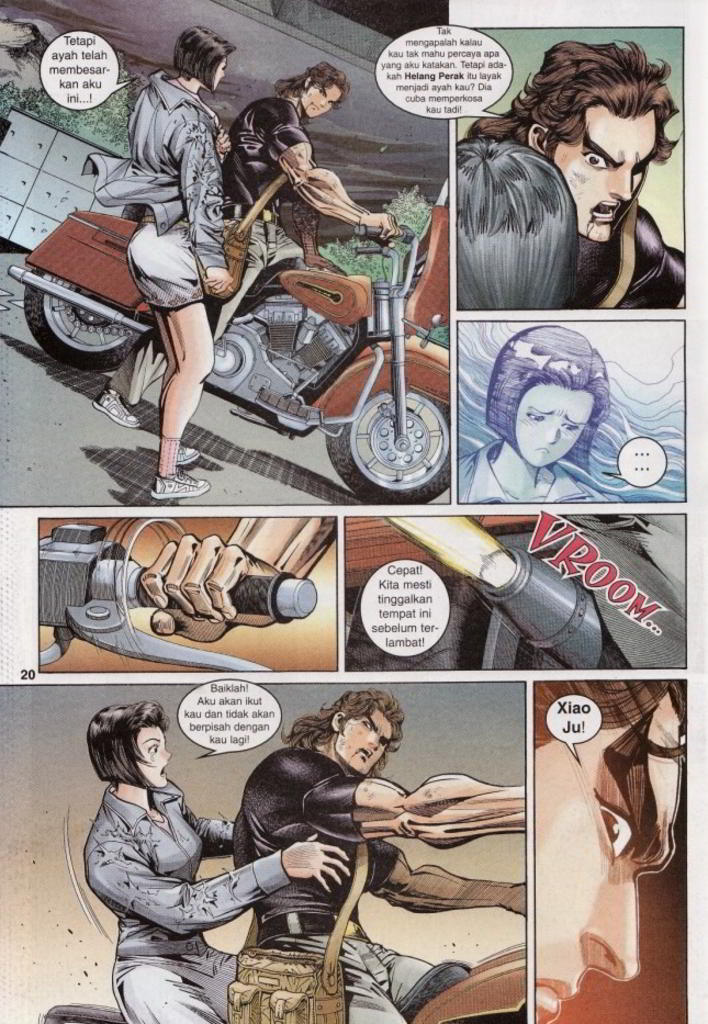 Tetapi
ayah telah
membesar-
kan aku
ini...!
Tak
mengapalah kalau
kau tak mahu percaya apa
yang aku katakan. Tetapi ada-
kah Helang Perak itu layak
menjadi ayah kau? Dia
cuba memperkosa
kau tadi!
...
...
Cepat!
Kita mesti
tinggalkan
tempat ini
sebelum ter-
lambat!
VROOM...
20
Baiklah!
Aku akan ikut
kau dan tidak akan
berpisah dengan
kau lagi!
Xiao
Ju!